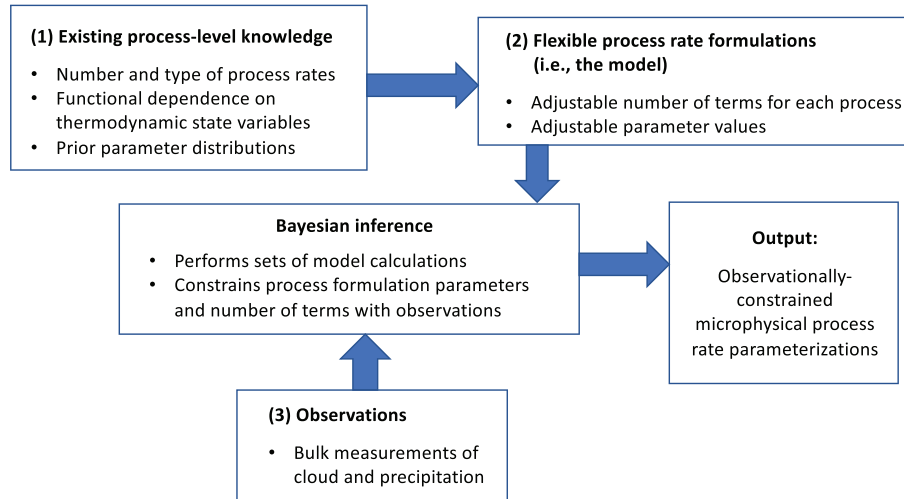 (1) Existing process-level knowledge
• Number and type of process rates
• Functional dependence on
thermodynamic state variables
• Prior parameter distributions
(2) Flexible process rate formulations
(i.e., the model)
• Adjustable number of terms for each process
• Adjustable parameter values
Bayesian inference
• Performs sets of model calculations
• Constrains process formulation parameters
and number of terms with observations
Output:
Observationally-
constrained
microphysical process
rate parameterizations
(3) Observations
• Bulk measurements of
cloud and precipitation